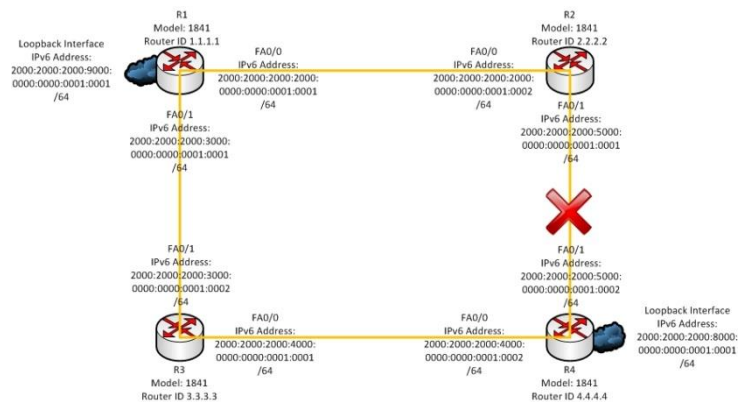 R1
Model: 1841
Router ID 1.1.1.1
R2
Model: 1841
Router ID 2.2.2.2
Loopback Interface
IPv6 Address:
2000:2000:2000:9000:
0000:0000:0001:0001
/64
FA0/0
IPv6 Address:
2000:2000:2000:2000:
0000:0000:0001:0001
/64
FA0/0
IPv6 Address:
2000:2000:2000:2000:
0000:0000:0001:0002
/64
FA0/1
IPv6 Address:
2000:2000:2000:3000:
0000:0000:0001:0001
/64
FA0/1
IPv6 Address:
2000:2000:2000:5000:
0000:0000:0001:0001
/64
FA0/1
IPv6 Address:
2000:2000:2000:3000:
0000:0000:0001:0002
/64
FA0/1
IPv6 Address:
2000:2000:2000:5000:
0000:0000:0001:0002
/64
FA0/0
IPv6 Address:
2000:2000:2000:4000:
0000:0000:0001:0001
/64
FA0/0
IPv6 Address:
2000:2000:2000:4000:
0000:0000:0001:0002
/64
Loopback Interface
IPv6 Address:
2000:2000:2000:8000:
0000:0000:0001:0001
/64
R3
Model: 1841
Router ID 3.3.3.3
R4
Model: 1841
Router ID 4.4.4.4